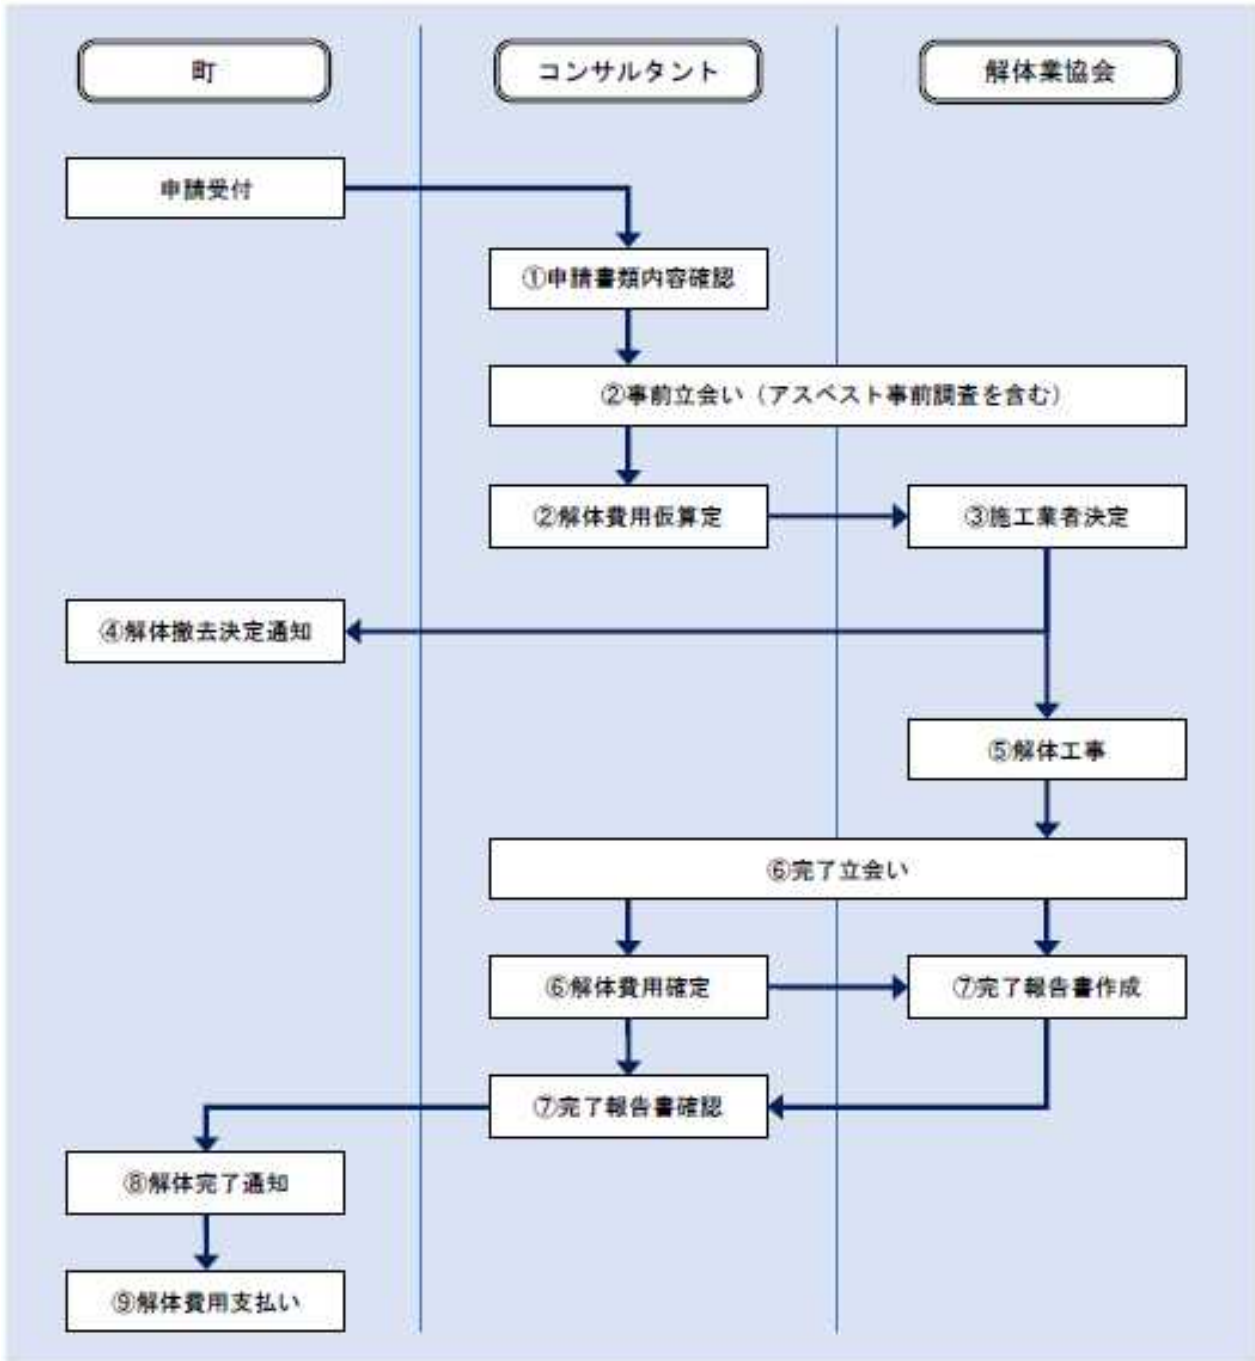 町
コンサルタント
解体業協会
申請受付
①申請書類内容確認
②事前立会い（アスベスト事前調査を含む）
②解体費用仮算定
③施工業者決定
④解体撤去決定通知
⑤解体工事
⑥完了立会い
⑥解体費用確定
⑦完了報告書作成
⑦完了報告書確認
⑧解体完了通知
⑨解体費用支払い